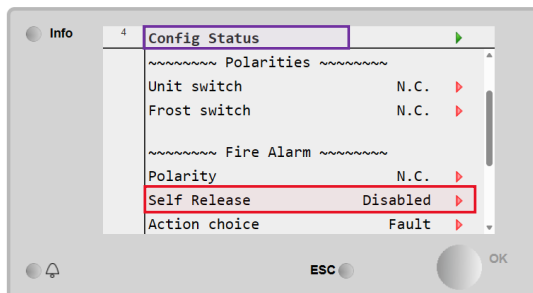 Info
4
Config Status
~~~~~~~~ Polarities ~~~~~~~~
Unit switch N.C.
Frost switch N.C.
~~~~~~~~ Fire Alarm ~~~~~~~~
Polarity N.C.
Self Release Disabled
Action choice Fault
ESC
OK